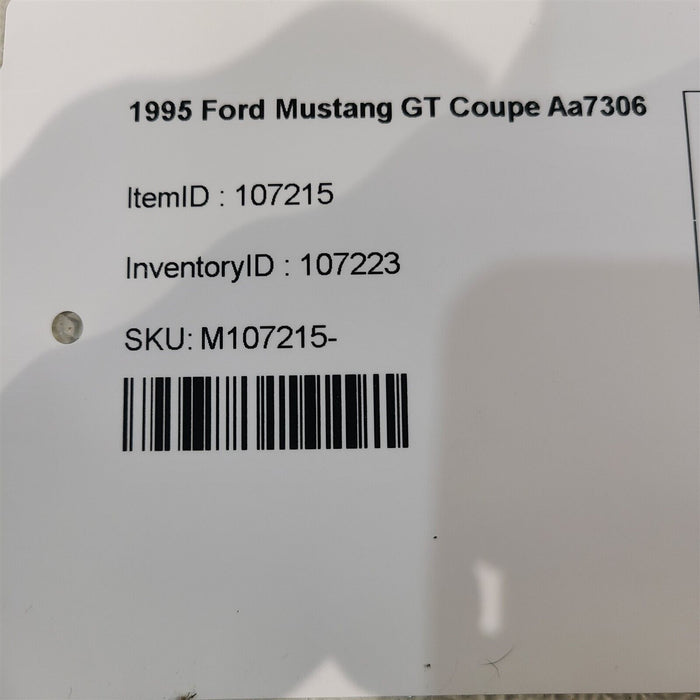 1995 Ford Mustang GT Coupe Aa7306
ItemID : 107215
InventoryID : 107223
SKU: M107215-